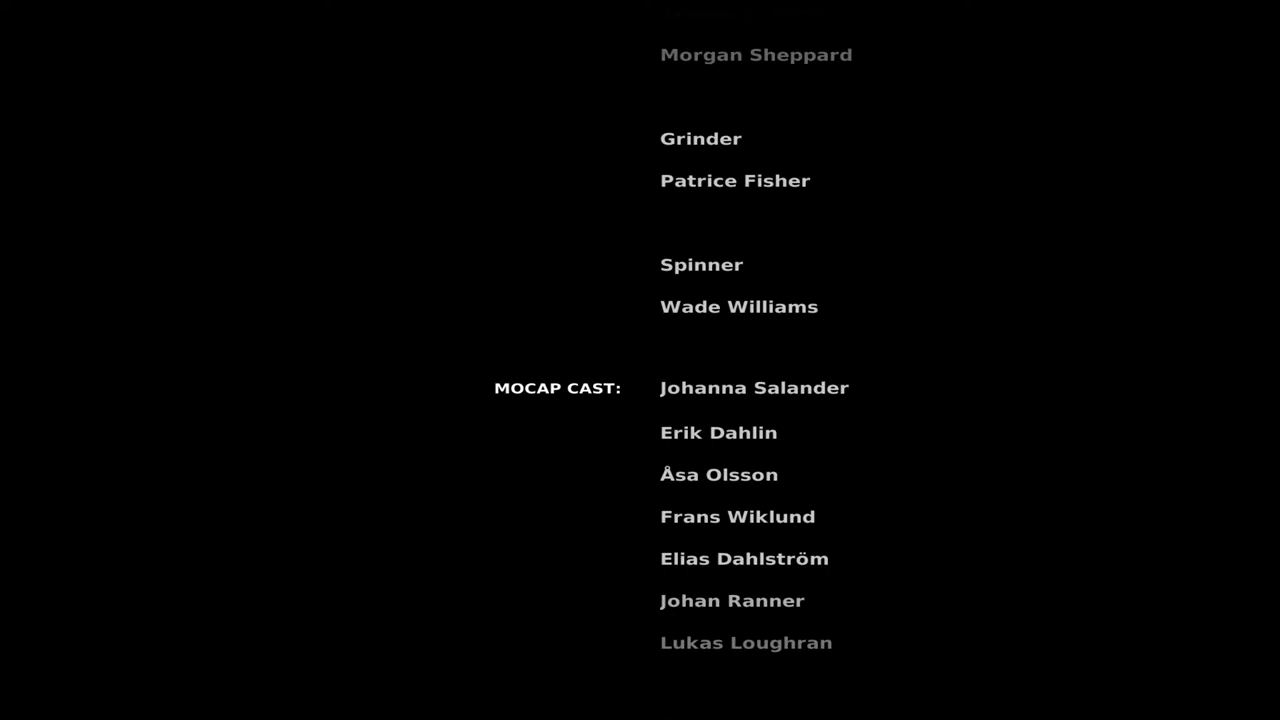 Morgan Sheppard
Grinder
Patrice Fisher
Spinner
Wade Williams
MOCAP CAST: Johanna Salander
Erik Dahlin
Åsa Olsson
Frans Wiklund
Elias Dahlström
Johan Ranner
Lukas Loughran